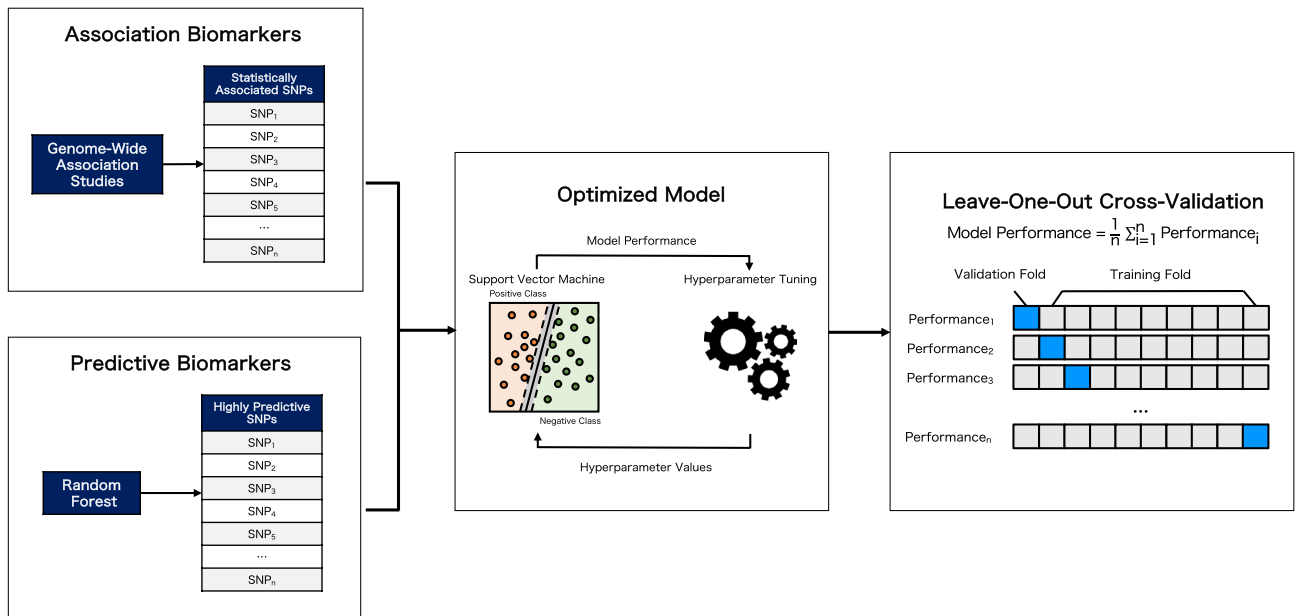 Association Biomarkers
Genome-Wide
Association
Studies
Statistically
Associated SNPs
SNP₁
SNP₂
SNP₃
SNP₄
SNP₅
...
SNPₙ
Predictive Biomarkers
Random
Forest
Highly Predictive
SNPs
SNP₁
SNP₂
SNP₃
SNP₄
SNP₅
...
SNPₙ
Optimized Model
Model Performance
Support Vector Machine
Hyperparameter Tuning
Positive Class
Negative Class
Hyperparameter Values
Leave-One-Out Cross-Validation
Model Performance = 1/n ∑ⁿᵢ₌₁ Performanceᵢ
Validation Fold
Training Fold
Performance₁
Performance₂
Performance₃
...
Performanceₙ